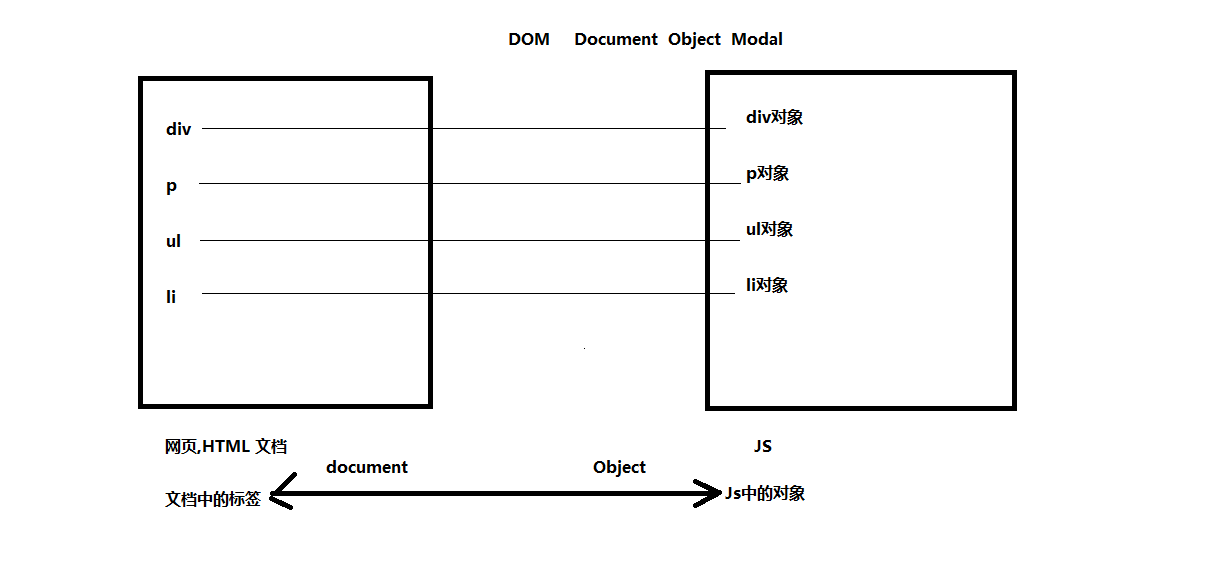 DOM Document Object Modal
div
div对象
p
p对象
ul
ul对象
li
li对象
网页,HTML 文档
JS
document
Object
文档中的标签
Js中的对象